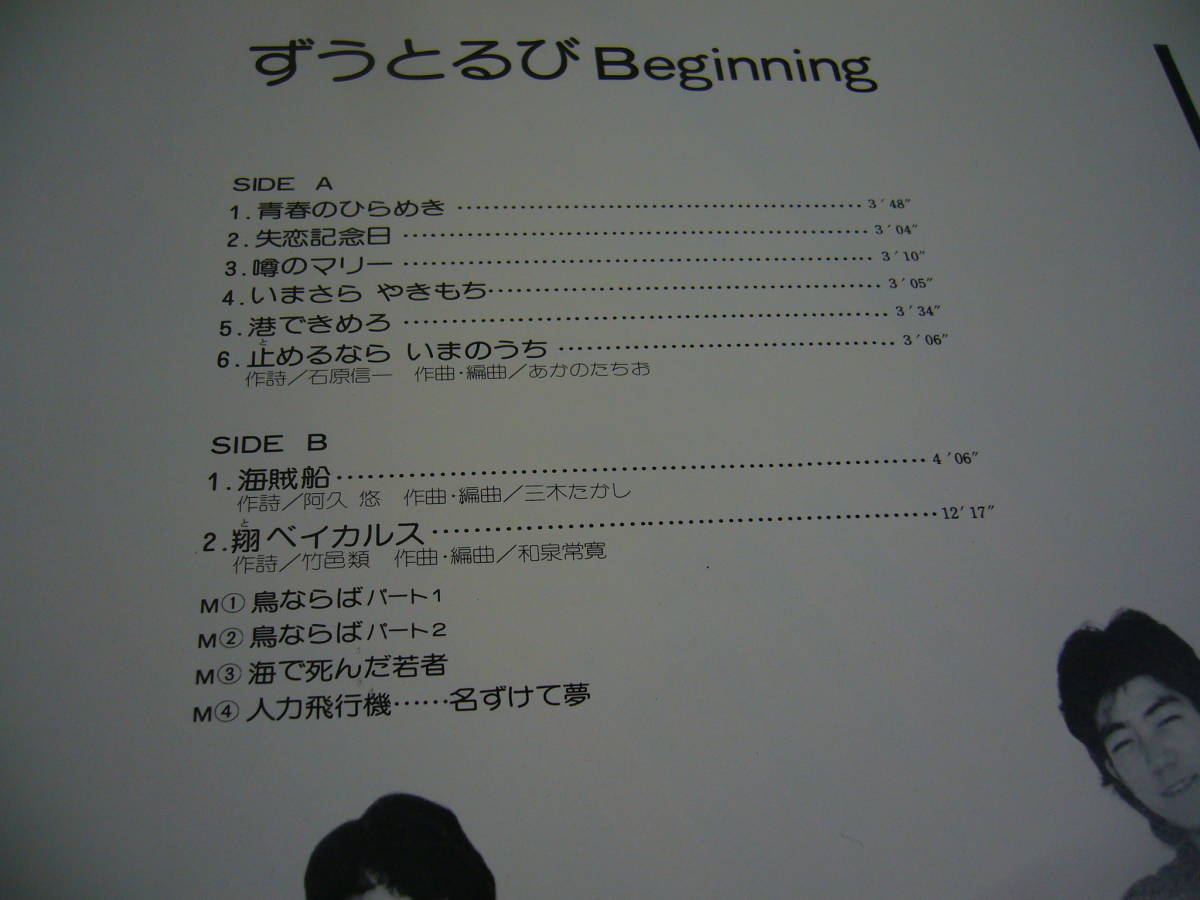 ずうとるび Beginning
SIDE A
1.青春のひらめき 3′48″
2.失恋記念日 3′04″
3.噂のマリー 3′10″
4.いまさら やきもち 3′05″
5.港できめろ 3′34″
と
6.止めるなら いまのうち 3′06″
作詩/石原信一 作曲・編曲/あかのたちお
SIDE B
1.海賊船 4′06″
作詩/阿久 悠 作曲・編曲/三木たかし
と
2.翔べイカルス 12′17″
作詩/竹邑類 作曲・編曲/和泉常寛
M① 鳥ならばパート1
M② 鳥ならばパート2
M③ 海で死んだ若者
M④ 人力飛行機……名ずけて夢